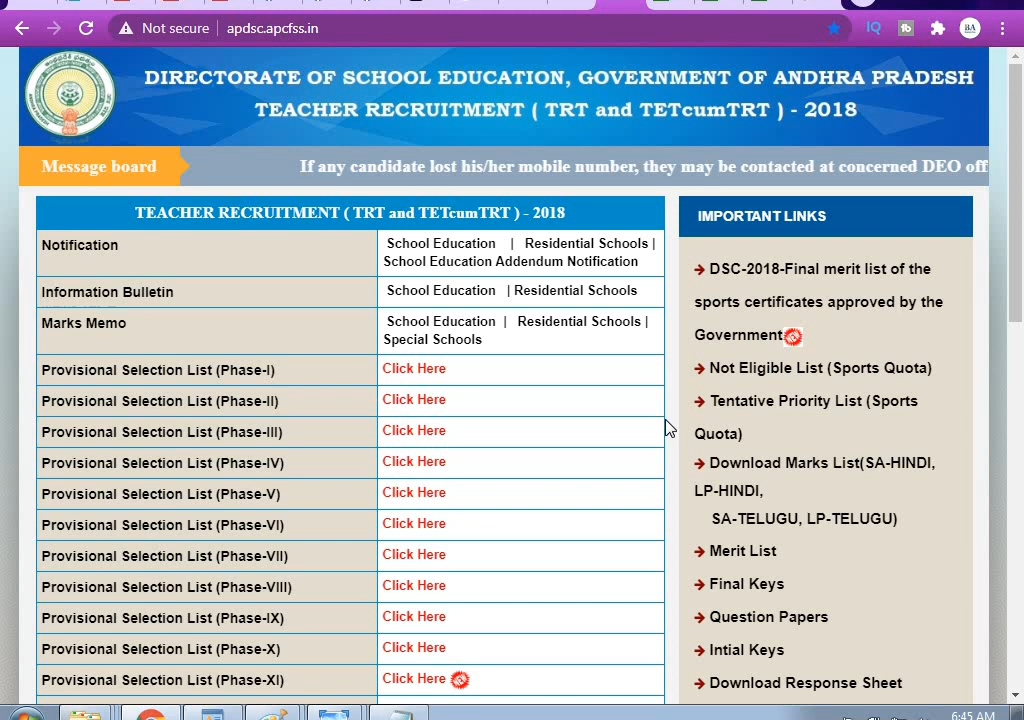 Not secure | apdsc.apcfss.in
DIRECTORATE OF SCHOOL EDUCATION, GOVERNMENT OF ANDHRA PRADESH
TEACHER RECRUITMENT ( TRT and TETcumTRT ) - 2018
Message board
If any candidate lost his/her mobile number, they may be contacted at concerned DEO off
TEACHER RECRUITMENT ( TRT and TETcumTRT ) - 2018
Notification
School Education | Residential Schools |
School Education Addendum Notification
Information Bulletin
School Education | Residential Schools
Marks Memo
School Education | Residential Schools |
Special Schools
Provisional Selection List (Phase-I)
Click Here
Provisional Selection List (Phase-II)
Click Here
Provisional Selection List (Phase-III)
Click Here
Provisional Selection List (Phase-IV)
Click Here
Provisional Selection List (Phase-V)
Click Here
Provisional Selection List (Phase-VI)
Click Here
Provisional Selection List (Phase-VII)
Click Here
Provisional Selection List (Phase-VIII)
Click Here
Provisional Selection List (Phase-IX)
Click Here
Provisional Selection List (Phase-X)
Click Here
Provisional Selection List (Phase-XI)
Click Here
IMPORTANT LINKS
DSC-2018-Final merit list of the
sports certificates approved by the
Government
Not Eligible List (Sports Quota)
Tentative Priority List (Sports
Quota)
Download Marks List(SA-HINDI,
LP-HINDI,
SA-TELUGU, LP-TELUGU)
Merit List
Final Keys
Question Papers
Intial Keys
Download Response Sheet
6:45 AM